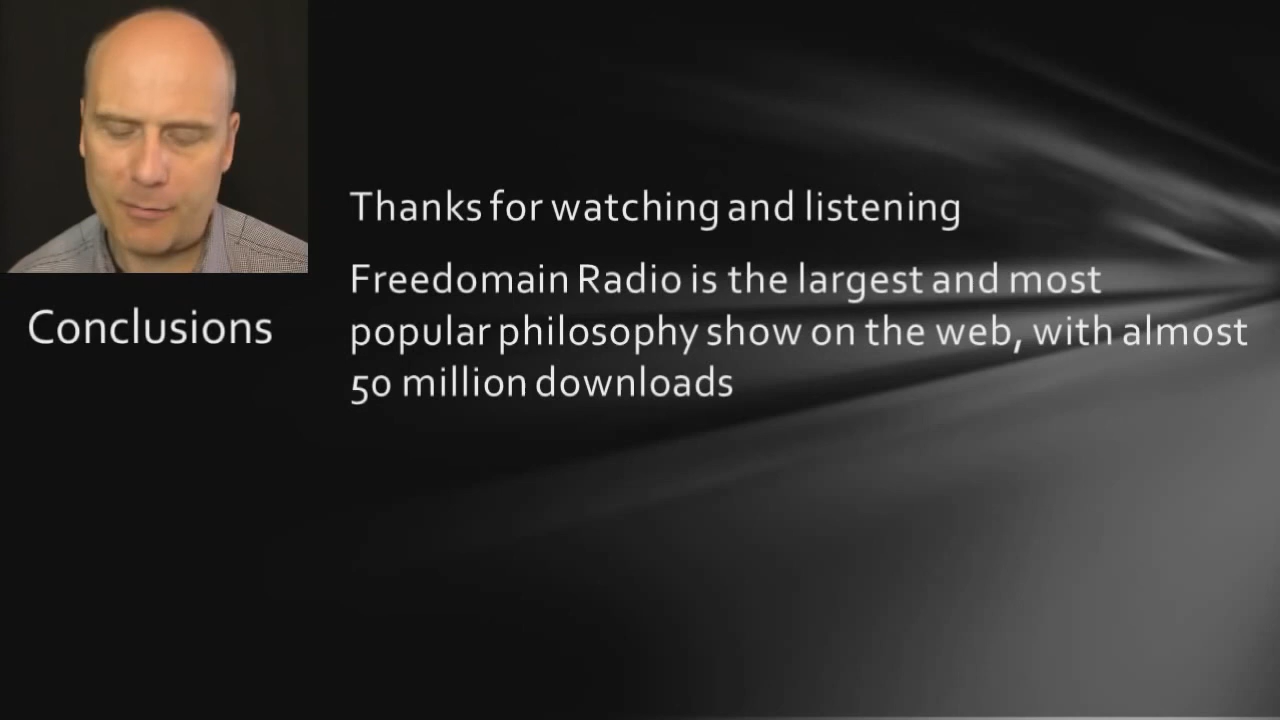 Thanks for watching and listening
Freedomain Radio is the largest and most
popular philosophy show on the web, with almost
50 million downloads
Conclusions